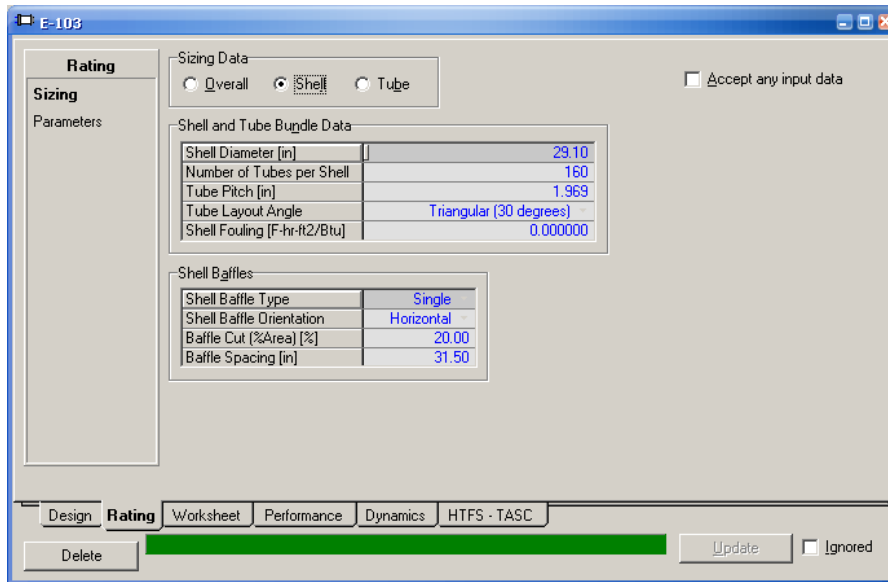 E-103
Rating
Sizing
Parameters
Sizing Data
Overall Shell Tube
Accept any input data
Shell and Tube Bundle Data
Shell Diameter [in] 29.10
Number of Tubes per Shell 160
Tube Pitch [in] 1.969
Tube Layout Angle Triangular (30 degrees)
Shell Fouling [F-hr-ft2/Btu] 0.000000
Shell Baffles
Shell Baffle Type Single
Shell Baffle Orientation Horizontal
Baffle Cut (%Area) [%] 20.00
Baffle Spacing [in] 31.50
Design Rating Worksheet Performance Dynamics HTFS - TASC
Delete Update Ignored